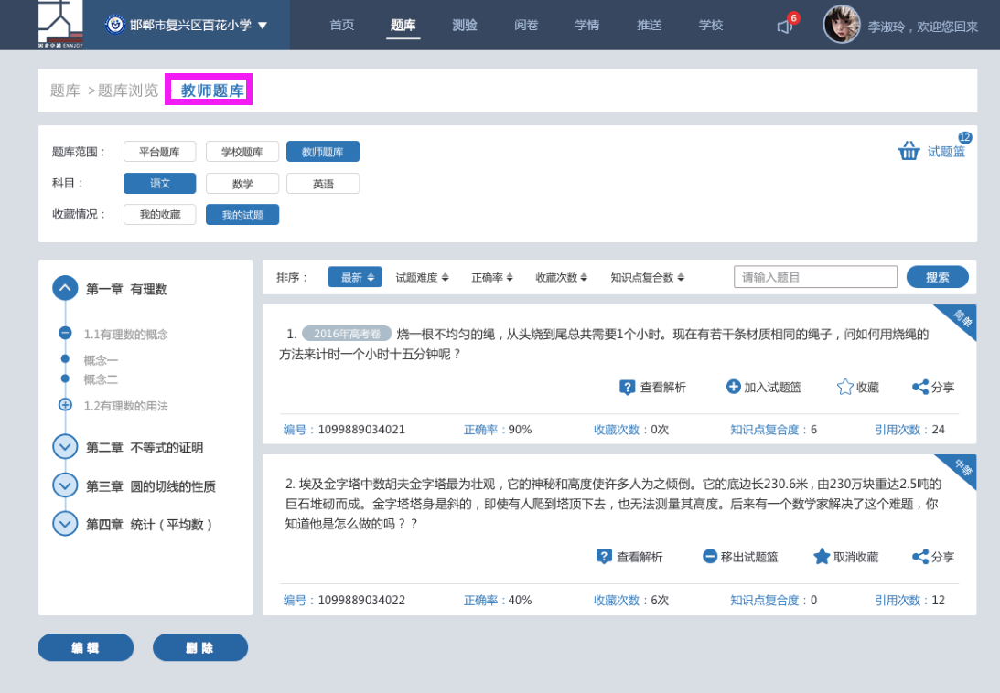 邯郸市复兴区百花小学 首页 题库 测验 阅卷 学情 推送 学校 6 李淑玲，欢迎您回来
题库 >题库浏览 教师题库
题库范围： 平台题库 学校题库 教师题库 12 试题篮
科目： 语文 数学 英语
收藏情况： 我的收藏 我的试题
排序： 最新 试题难度 正确率 收藏次数 知识点复合数 请输入题目 搜索
第一章 有理数
1.1有理数的概念
概念一
概念二
1.2有理数的用法
第二章 不等式的证明
第三章 圆的切线的性质
第四章 统计（平均数）
简单
1. 2016年高考卷 烧一根不均匀的绳，从头烧到尾总共需要1个小时。现在有若干条材质相同的绳子，问如何用烧绳的
方法来计时一个小时十五分钟呢？
? 查看解析 加入试题篮 收藏 分享
编号：1099889034021 正确率：90% 收藏次数：0次 知识点复合度：6 引用次数：24
中等
2. 埃及金字塔中数胡夫金字塔最为壮观，它的神秘和高度使许多人为之倾倒。它的底边长230.6米，由230万块重达2.5吨的
巨石堆砌而成。金字塔塔身是斜的，即使有人爬到塔顶下去，也无法测量其高度。后来有一个数学家解决了这个难题，你
知道他是怎么做的吗？？
? 查看解析 移出试题篮 取消收藏 分享
编号：1099889034022 正确率：40% 收藏次数：6次 知识点复合度：0 引用次数：12
编辑 删除